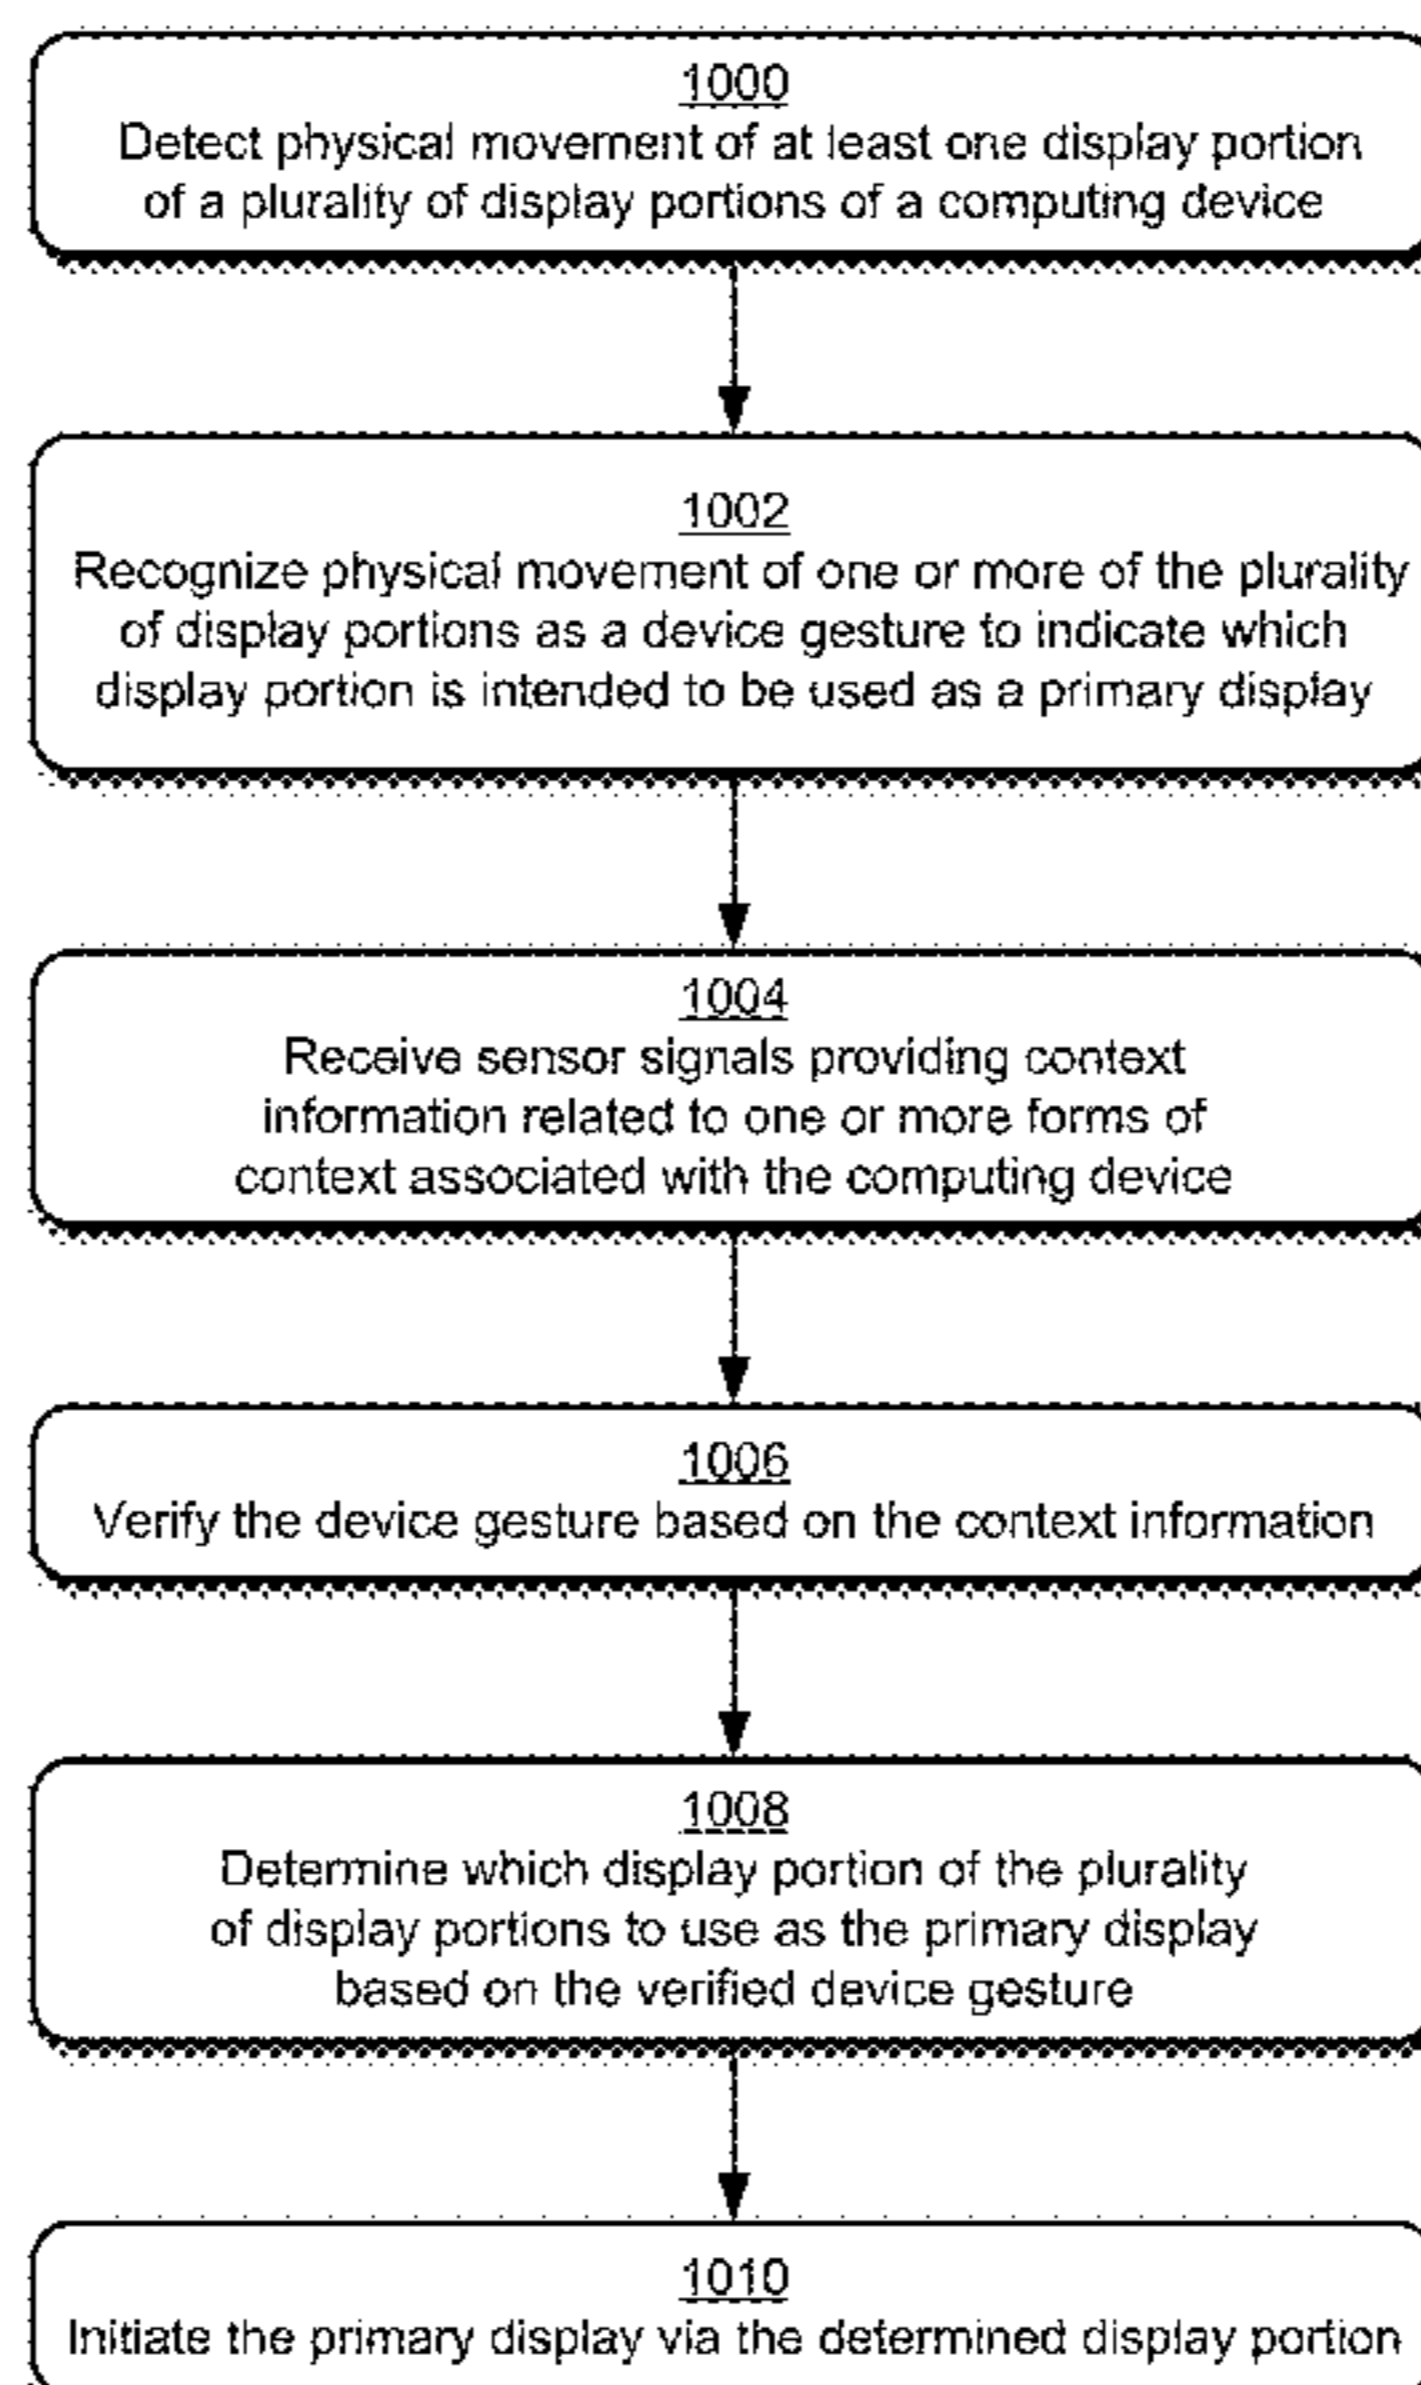 1000
Detect physical movement of at least one display portion
of a plurality of display portions of a computing device
1002
Recognize physical movement of one or more of the plurality
of display portions as a device gesture to indicate which
display portion is intended to be used as a primary display
1004
Receive sensor signals providing context
information related to one or more forms of
context associated with the computing device
1006
Verify the device gesture based on the context information
1008
Determine which display portion of the plurality
of display portions to use as the primary display
based on the verified device gesture
1010
Initiate the primary display via the determined display portion